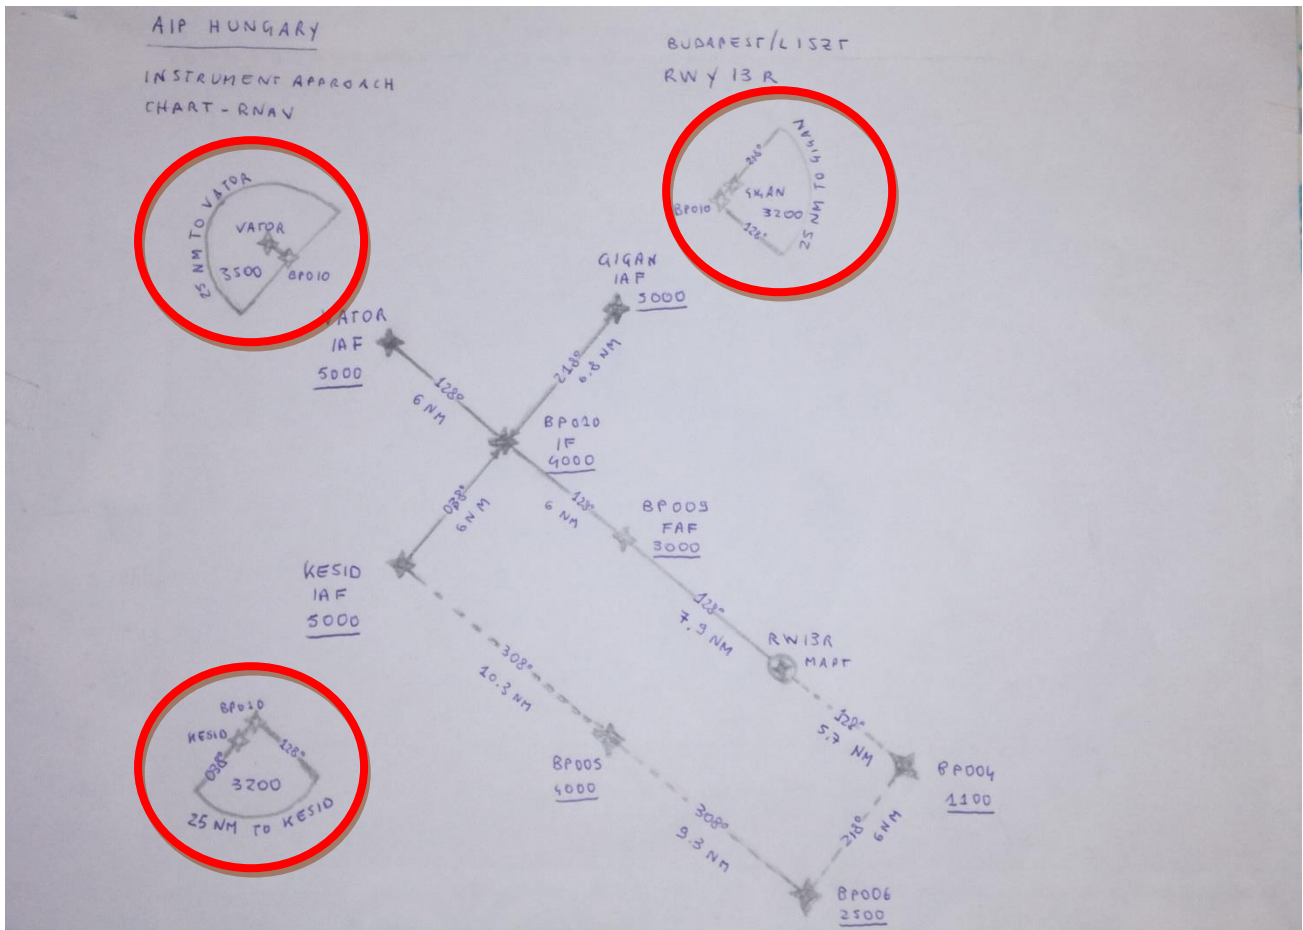 AIP HUNGARY
INSTRUMENT APPROACH
CHART - RNAV
BUDAPEST/LISZT
RWY 13R
25 NM TO VATOR
VATOR
3500
BP010
25 NM TO GIGAN
216°
GIGAN
BP010
3200
128°
GIGAN
IAF
5000
VATOR
IAF
5000
128°
6 NM
218°
6.8 NM
BP010
IF
4000
038°
6 NM
128°
6 NM
BP009
FAF
3000
KESID
IAF
5000
128°
7.9 NM
RW13R
MAPT
308°
10.3 NM
128°
5.7 NM
BP010
KESID
038°
128°
3200
25 NM TO KESID
BP005
4000
BP004
1100
308°
9.3 NM
218°
6 NM
BP006
2500